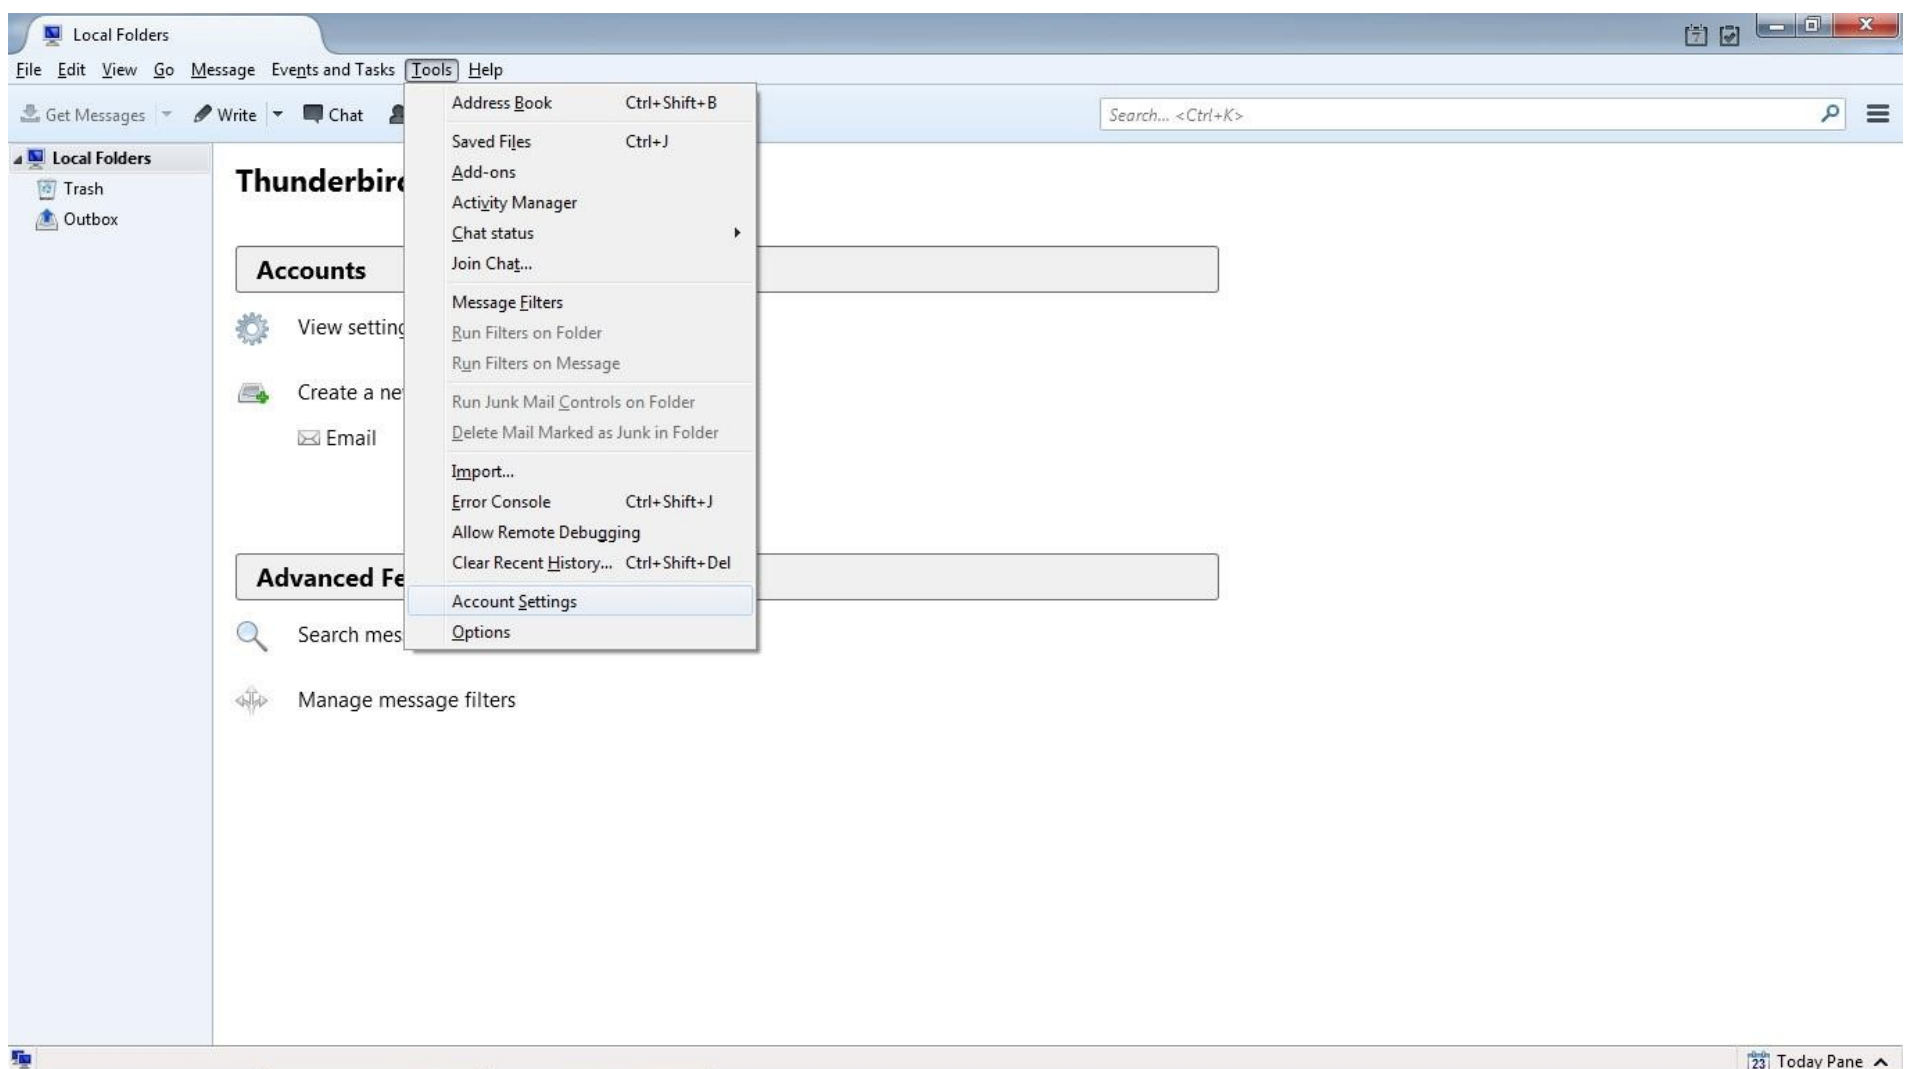 Local Folders
7
File Edit View Go Message Events and Tasks Tools Help
Get Messages Write Chat
Search... <Ctrl+K>
Local Folders
Trash
Outbox
Address Book Ctrl+Shift+B
Saved Files Ctrl+J
Add-ons
Activity Manager
Chat status
Join Chat...
Message Filters
Run Filters on Folder
Run Filters on Message
Run Junk Mail Controls on Folder
Delete Mail Marked as Junk in Folder
Import...
Error Console Ctrl+Shift+J
Allow Remote Debugging
Clear Recent History... Ctrl+Shift+Del
Account Settings
Options
Thunderbird
Accounts
View setting
Create a ne
Email
Advanced Fe
Search mes
Manage message filters
23 Today Pane